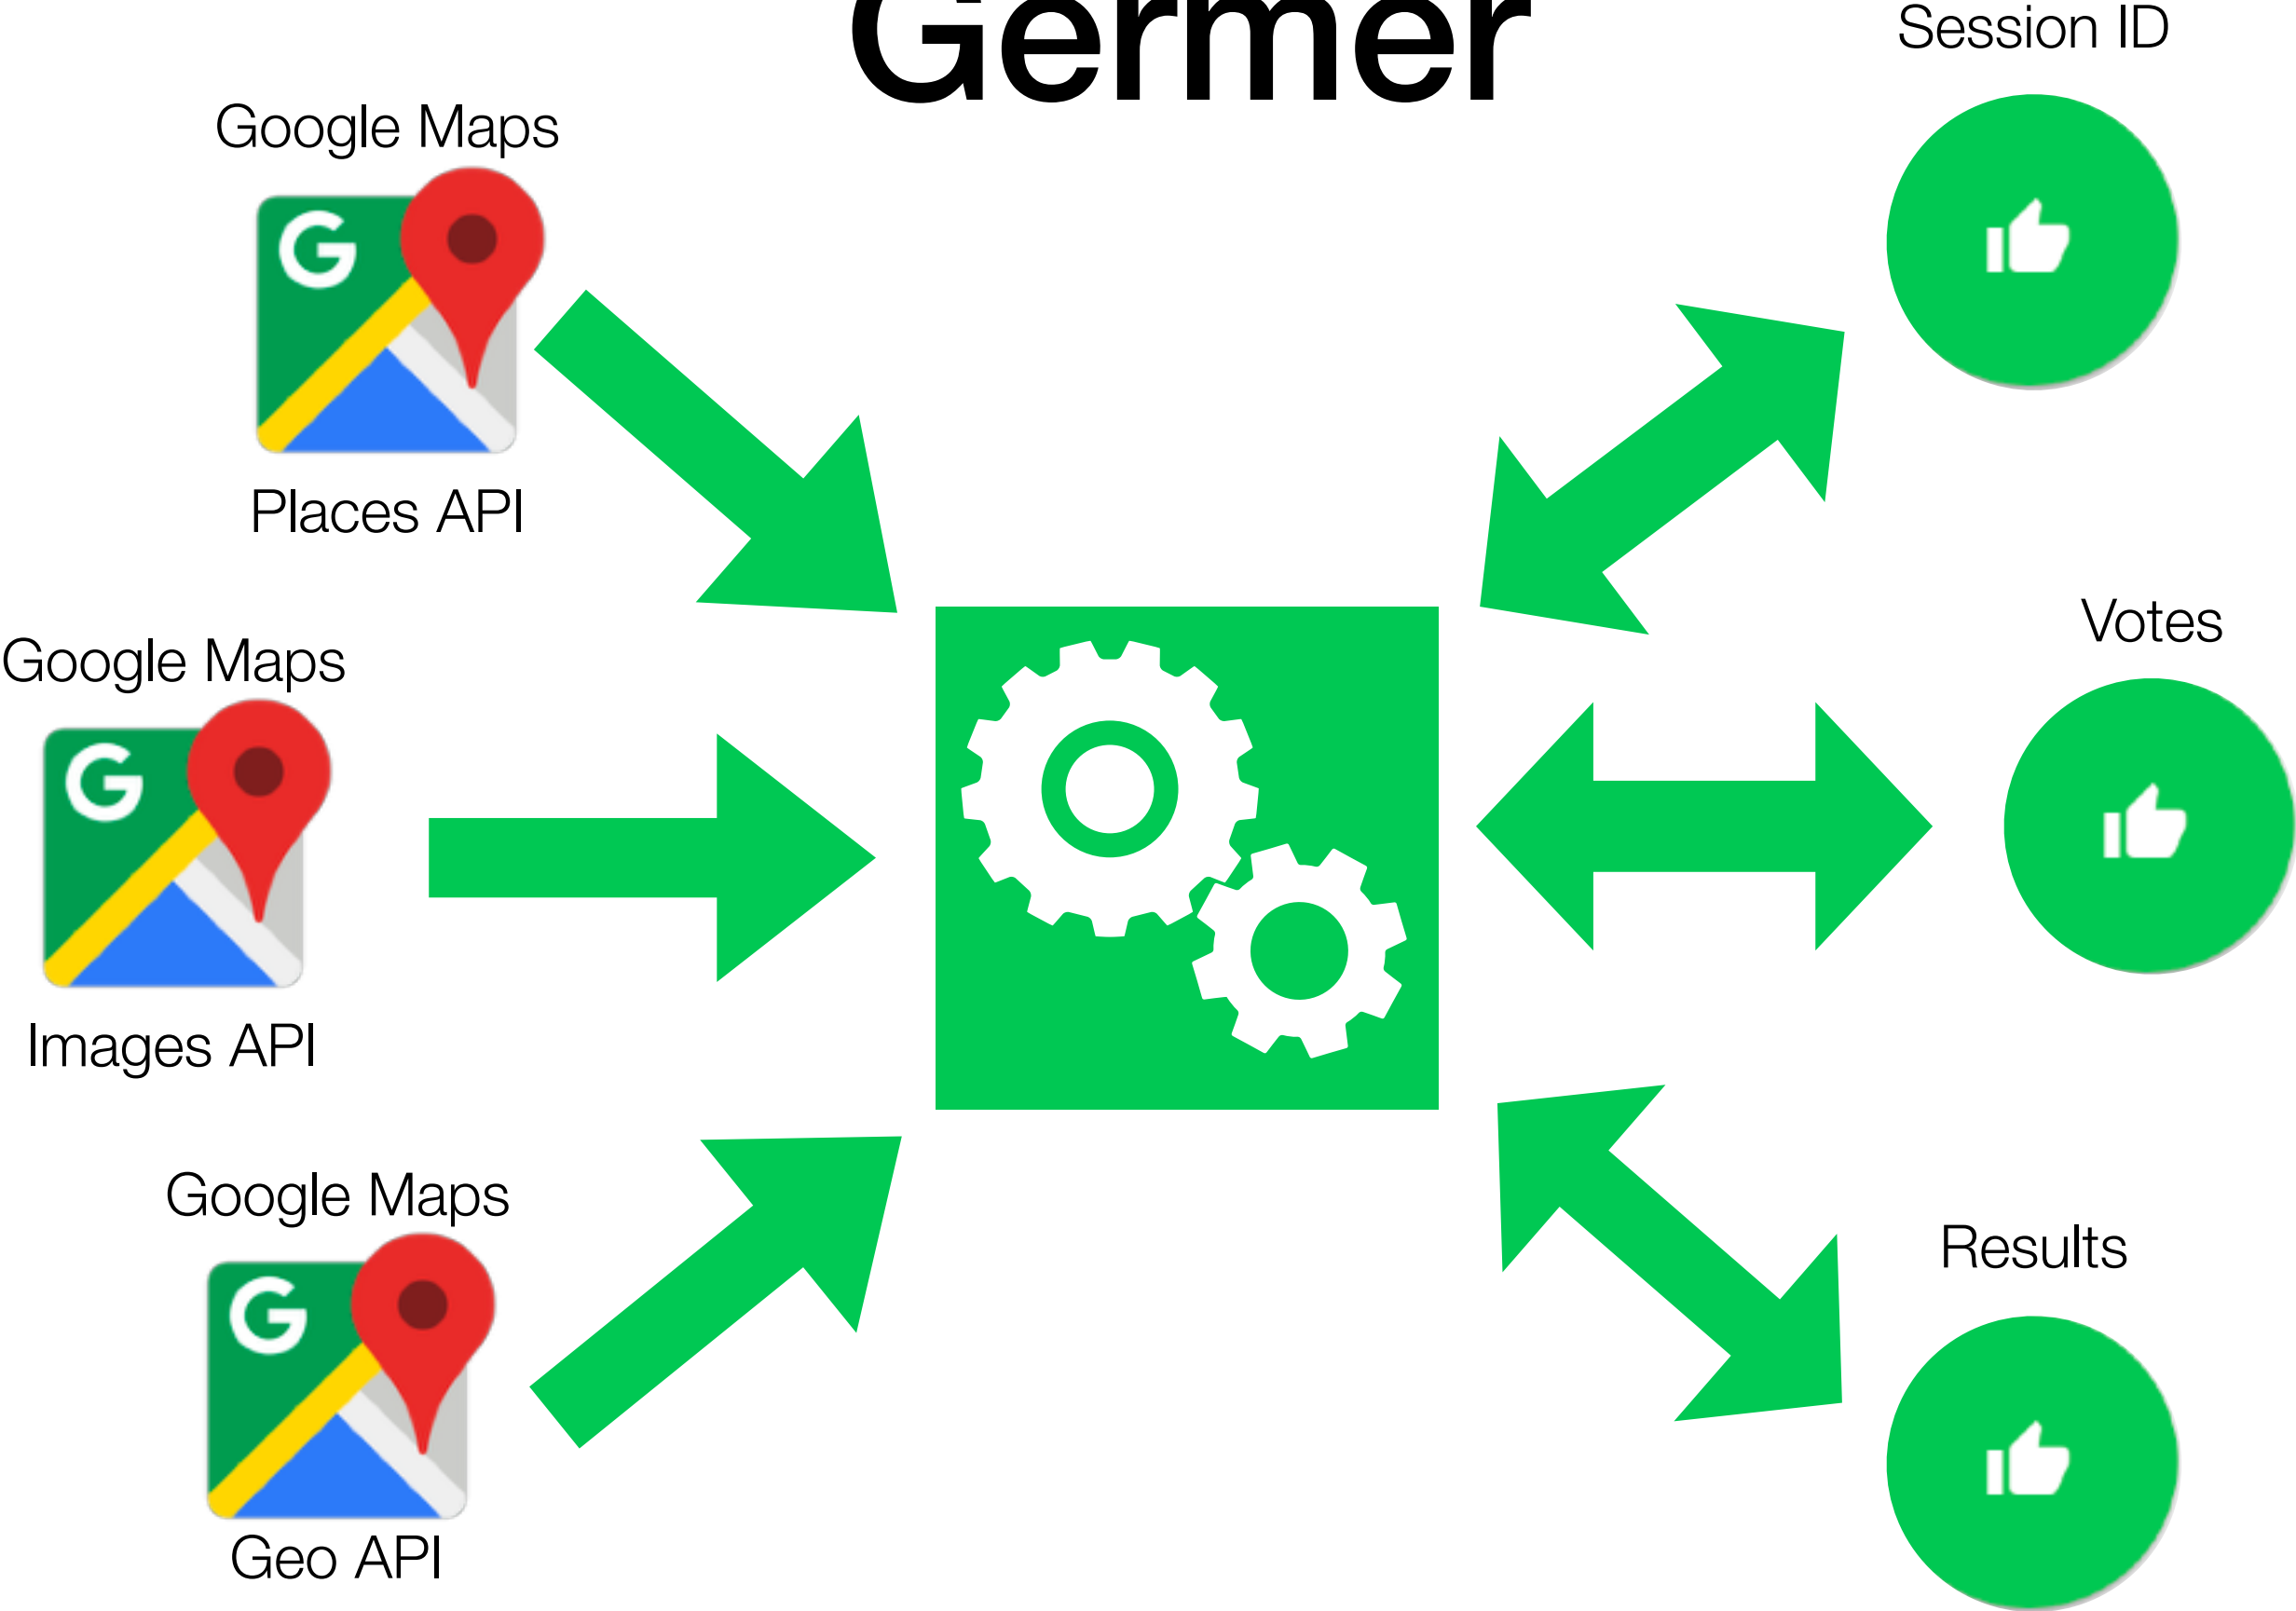 Germer
Session ID
Google Maps
Places API
Votes
Google Maps
Images API
Google Maps
Results
Geo API